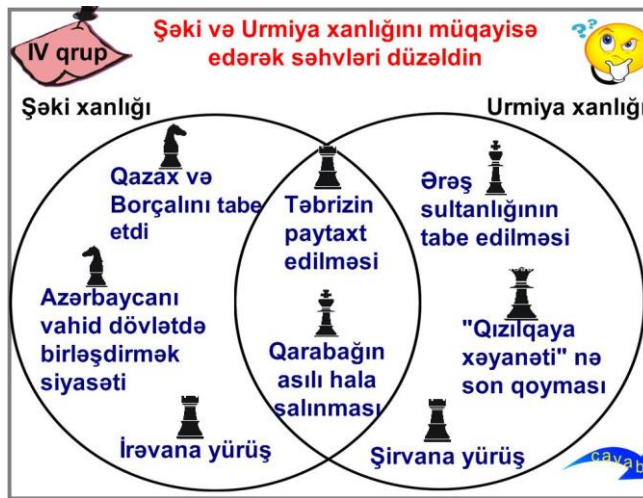 IV qrup
Şəki və Urmiya xanlığını müqayisə
edərək səhvləri düzəldin
??
Şəki xanlığı
Urmiya xanlığı
Qazax və
Borçalını tabe
etdi
Təbrizin
paytaxt
edilməsi
Ərəş
sultanlığının
tabe edilməsi
Azərbaycanı
vahid dövlətdə
birləşdirmək
siyasəti
Qarabağın
asılı hala
salınması
"Qızılqaya
xəyanəti" nə
son qoyması
İrəvana yürüş
Şirvana yürüş
cavab